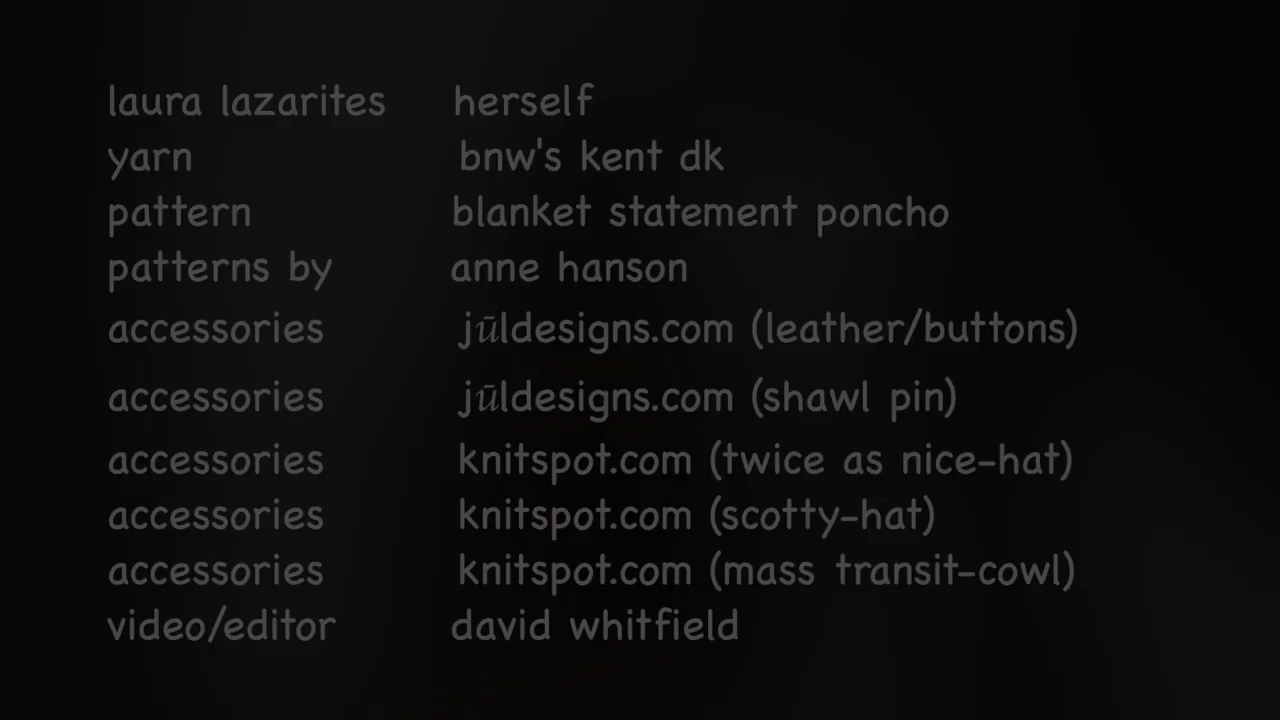 laura lazarites herself
yarn bnw's kent dk
pattern blanket statement poncho
patterns by anne hanson
accessories jūldesigns.com (leather/buttons)
accessories jūldesigns.com (shawl pin)
accessories knitspot.com (twice as nice-hat)
accessories knitspot.com (scotty-hat)
accessories knitspot.com (mass transit-cowl)
video/editor david whitfield